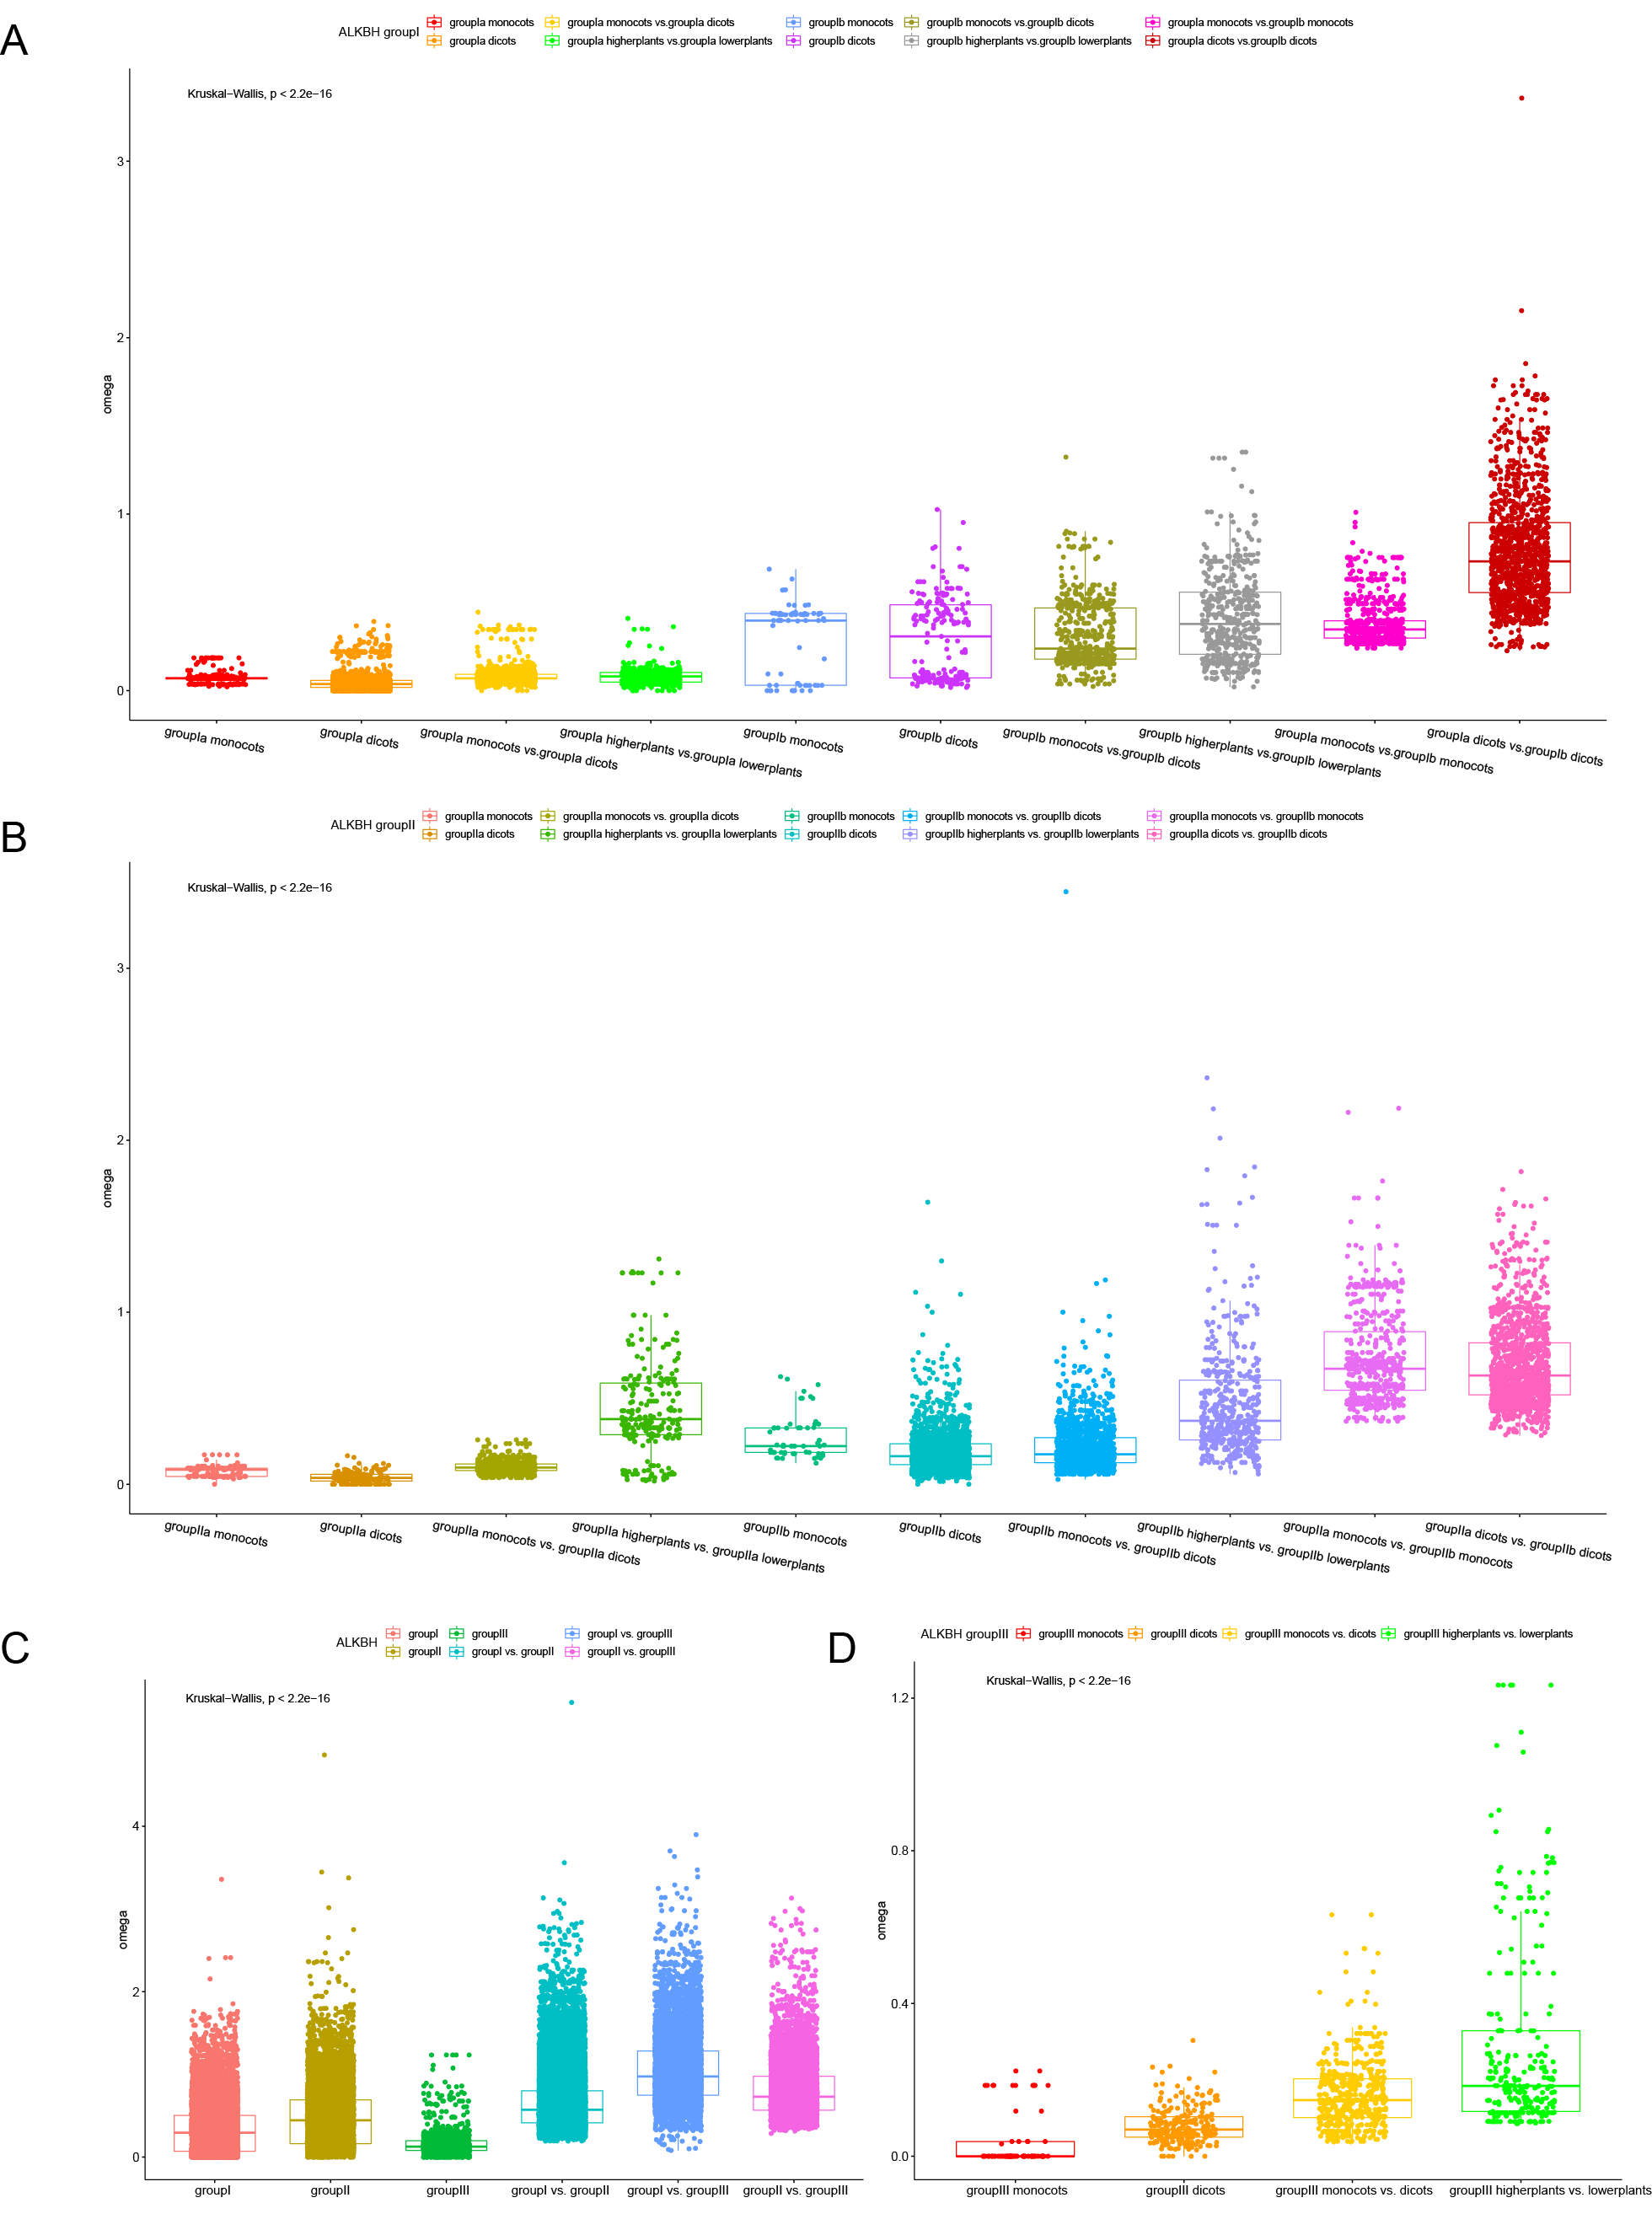 A
ALKBH groupI
groupIa monocots
groupIa monocots vs.groupIa dicots
groupIb monocots
groupIb monocots vs.groupIb dicots
groupIa monocots vs.groupIb monocots
groupIa dicots
groupIa higherplants vs.groupIa lowerplants
groupIb dicots
groupIb higherplants vs.groupIb lowerplants
groupIa dicots vs.groupIb dicots
Kruskal−Wallis, p < 2.2e−16
3
2
1
0
omega
groupIa monocots
groupIa dicots
groupIa monocots vs.groupIa dicots
groupIa higherplants vs.groupIa lowerplants
groupIb monocots
groupIb dicots
groupIb monocots vs.groupIb dicots
groupIb higherplants vs.groupIb lowerplants
groupIa monocots vs.groupIb monocots
groupIa dicots vs.groupIb dicots
B
ALKBH groupII
groupIIa monocots
groupIIa monocots vs. groupIIa dicots
groupIIb monocots
groupIIb monocots vs. groupIIb dicots
groupIIa monocots vs. groupIIb monocots
groupIIa dicots
groupIIa higherplants vs. groupIIa lowerplants
groupIIb dicots
groupIIb higherplants vs. groupIIb lowerplants
groupIIa dicots vs. groupIIb dicots
Kruskal−Wallis, p < 2.2e−16
3
2
1
0
omega
groupIIa monocots
groupIIa dicots
groupIIa monocots vs. groupIIa dicots
groupIIa higherplants vs. groupIIa lowerplants
groupIIb monocots
groupIIb dicots
groupIIb monocots vs. groupIIb dicots
groupIIb higherplants vs. groupIIb lowerplants
groupIIa monocots vs. groupIIb monocots
groupIIa dicots vs. groupIIb dicots
C
ALKBH
groupI
groupIII
groupI vs. groupIII
groupII
groupI vs. groupII
groupII vs. groupIII
Kruskal−Wallis, p < 2.2e−16
4
2
0
omega
groupI
groupII
groupIII
groupI vs. groupII
groupI vs. groupIII
groupII vs. groupIII
D
ALKBH groupIII
groupIII monocots
groupIII dicots
groupIII monocots vs. dicots
groupIII higherplants vs. lowerplants
Kruskal−Wallis, p < 2.2e−16
1.2
0.8
0.4
0.0
omega
groupIII monocots
groupIII dicots
groupIII monocots vs. dicots
groupIII higherplants vs. lowerplants